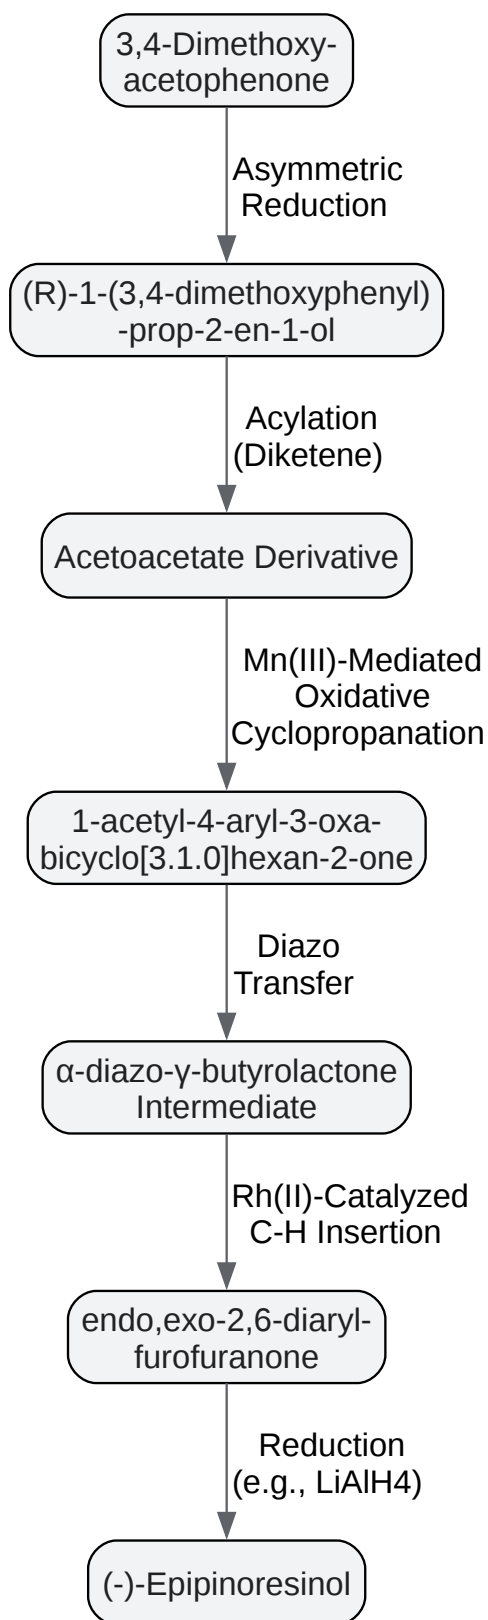 3,4-Dimethoxy-
acetophenone
Asymmetric
Reduction
(R)-1-(3,4-dimethoxyphenyl)
-prop-2-en-1-ol
Acylation
(Diketene)
Acetoacetate Derivative
Mn(III)-Mediated
Oxidative
Cyclopropanation
1-acetyl-4-aryl-3-oxa-
bicyclo[3.1.0]hexan-2-one
Diazo
Transfer
α-diazo-γ-butyrolactone
Intermediate
Rh(II)-Catalyzed
C-H Insertion
endo,exo-2,6-diaryl-
furofuranone
Reduction
(e.g., LiAlH4)
(-)-Epipinoresinol